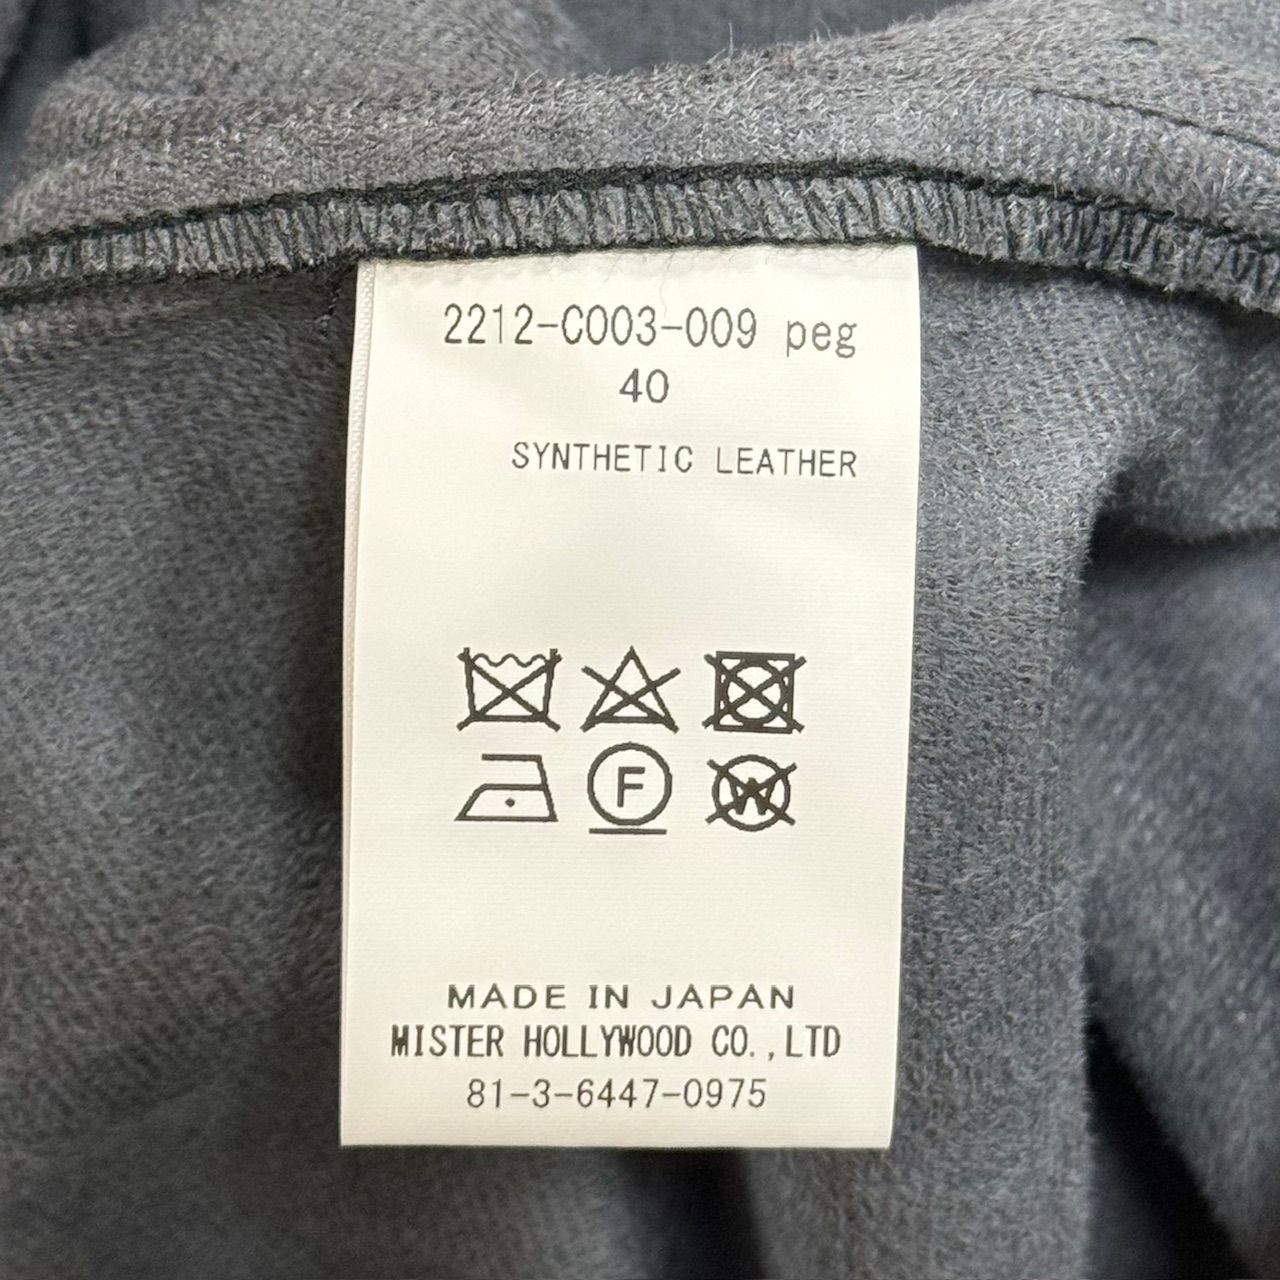 2212-C003-009 peg
40
SYNTHETIC LEATHER
F
W
MADE IN JAPAN
MISTER HOLLYWOOD CO.,LTD
81-3-6447-0975